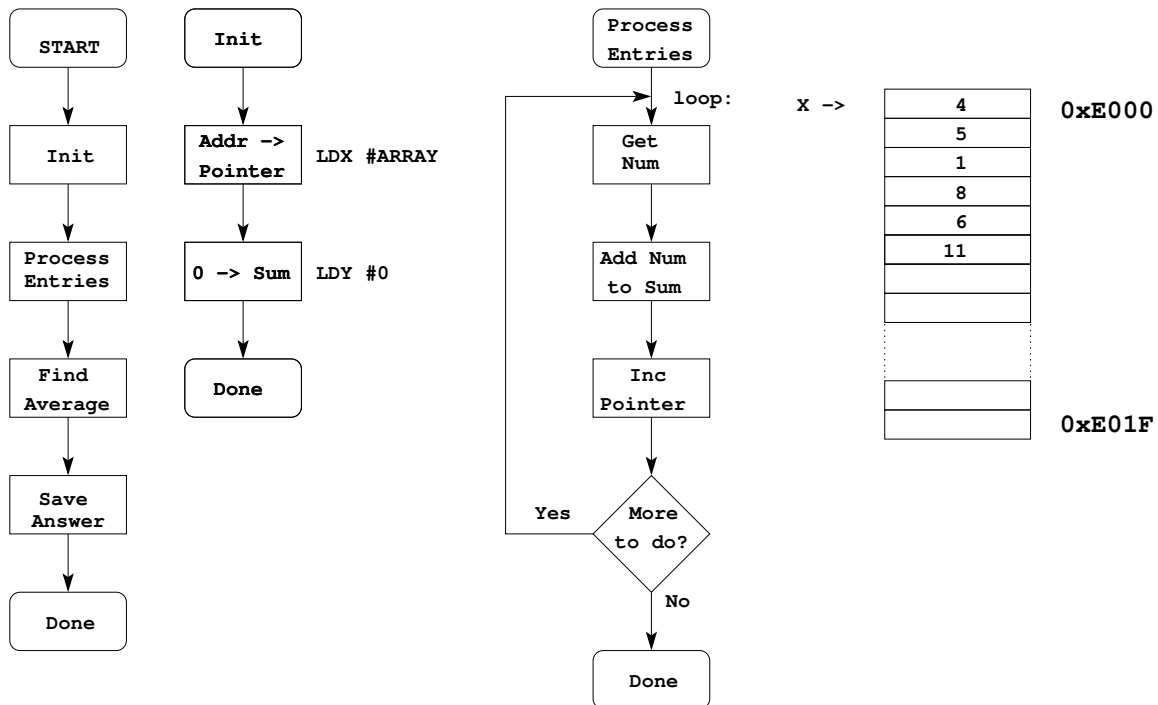 START
Init
Process
Entries
Find
Average
Save
Answer
Done
Init
Addr −>
Pointer
LDX #ARRAY
0 −> Sum
LDY #0
Done
Process
Entries
loop:
Get
Num
Add Num
to Sum
Inc
Pointer
More
to do?
Yes
No
Done
X −>
4
0xE000
5
1
8
6
11
0xE01F